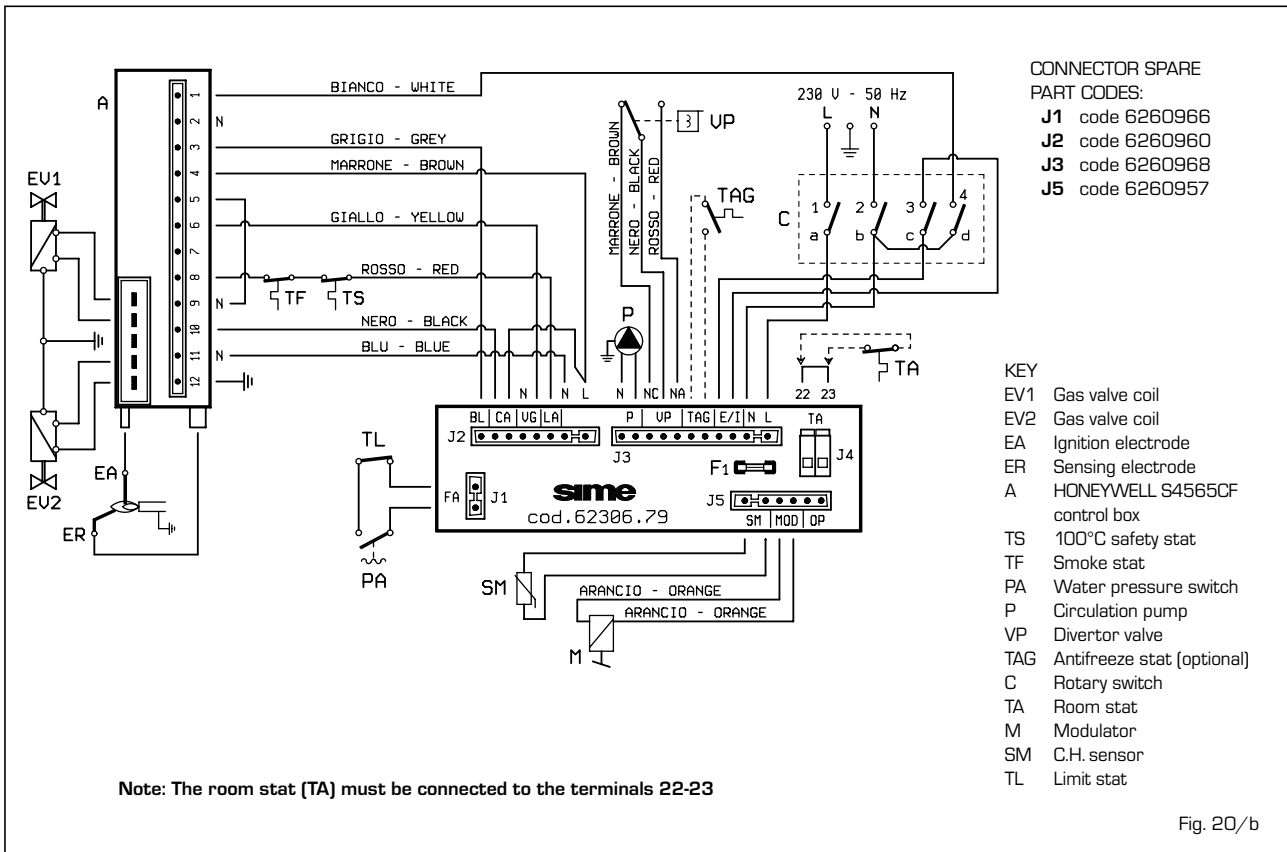 A
1
2
3
4
5
6
7
8
9
10
11
12
N
N
N
BIANCO - WHITE
GRIGIO - GREY
MARRONE - BROWN
GIALLO - YELLOW
ROSSO - RED
TF
TS
NERO - BLACK
BLU - BLUE
EV1
EV2
EA
ER
MARRONE - BROWN
NERO - BLACK
ROSSO - RED
VP
TAG
P
230 V - 50 Hz
L N
C
1 2 3 4
a b c d
TA
22 23
N VG N L
N P NC NA
BL CA VG LA N L
J2
P VP TAG E/I N L
J3
TA
J4
F1
FA
J1
sime
cod.62306.79
J5
SM MOD OP
TL
PA
SM
ARANCIO - ORANGE
ARANCIO - ORANGE
M
CONNECTOR SPARE
PART CODES:
J1 code 6260966
J2 code 6260960
J3 code 6260968
J5 code 6260957
KEY
EV1 Gas valve coil
EV2 Gas valve coil
EA Ignition electrode
ER Sensing electrode
A HONEYWELL S4565CF
control box
TS 100°C safety stat
TF Smoke stat
PA Water pressure switch
P Circulation pump
VP Divertor valve
TAG Antifreeze stat (optional)
C Rotary switch
TA Room stat
M Modulator
SM C.H. sensor
TL Limit stat
Note: The room stat (TA) must be connected to the terminals 22-23
Fig. 20/b